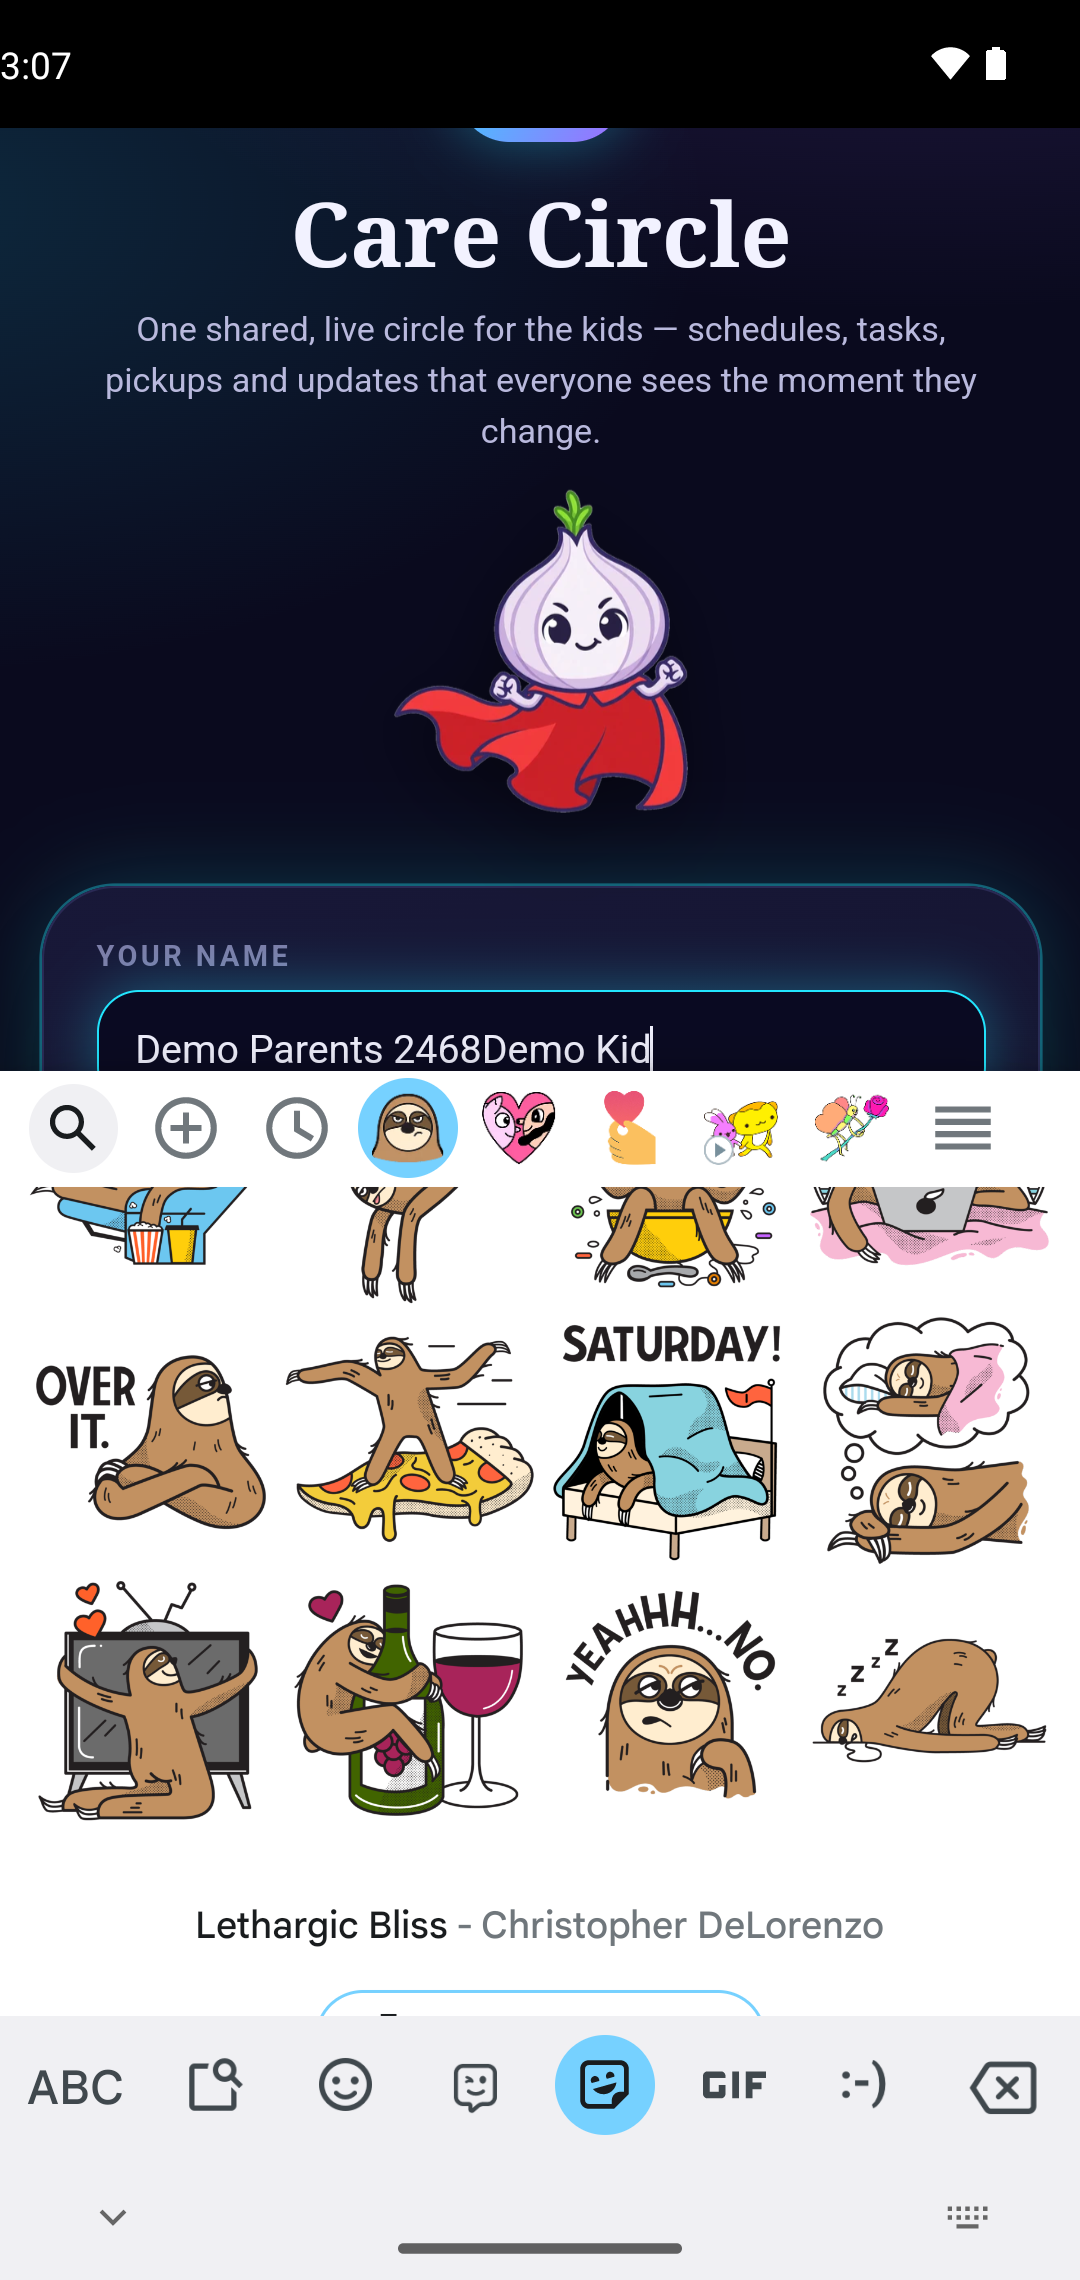 3:07
Care Circle
One shared, live circle for the kids — schedules, tasks,
pickups and updates that everyone sees the moment they
change.
YOUR NAME
Demo Parents 2468Demo Kid
OVER
IT.
SATURDAY!
YEAHHH...NO.
z z z z
Lethargic Bliss - Christopher DeLorenzo
ABC
GIF
:-)